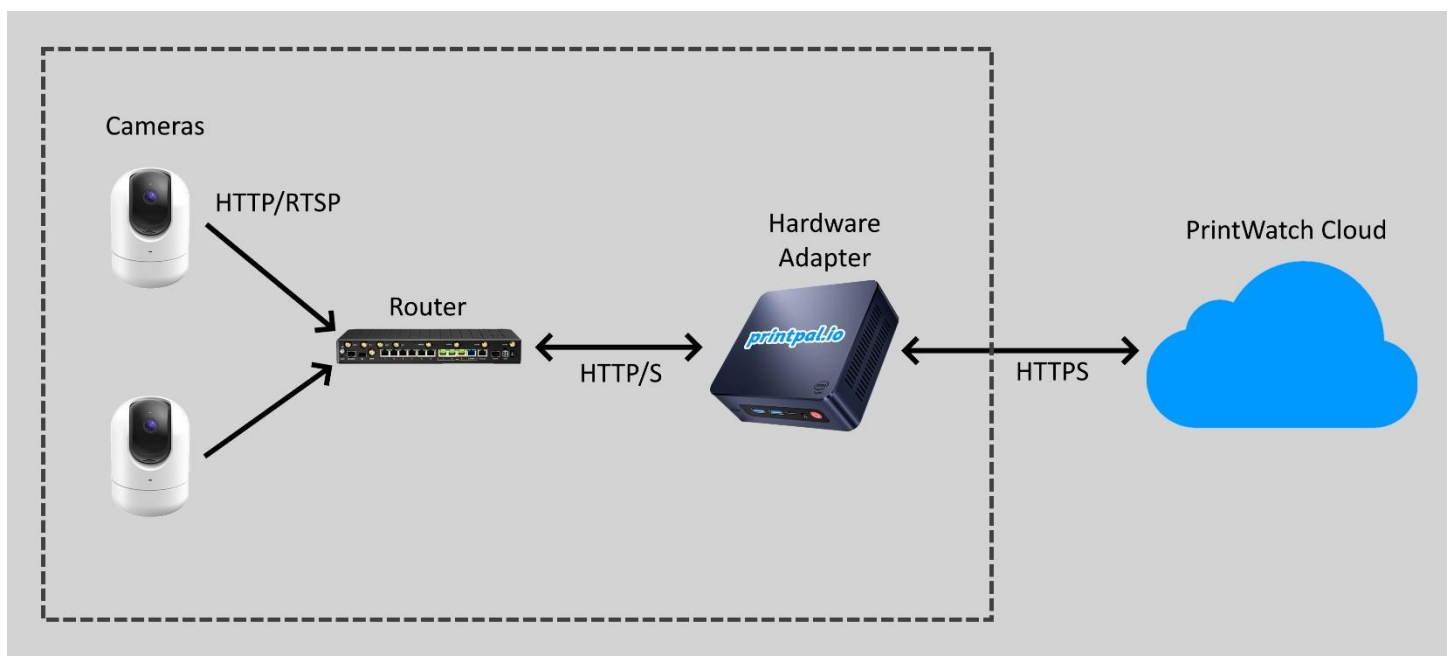 Cameras
HTTP/RTSP
Router
HTTP/S
Hardware
Adapter
printpal.io
HTTPS
PrintWatch Cloud